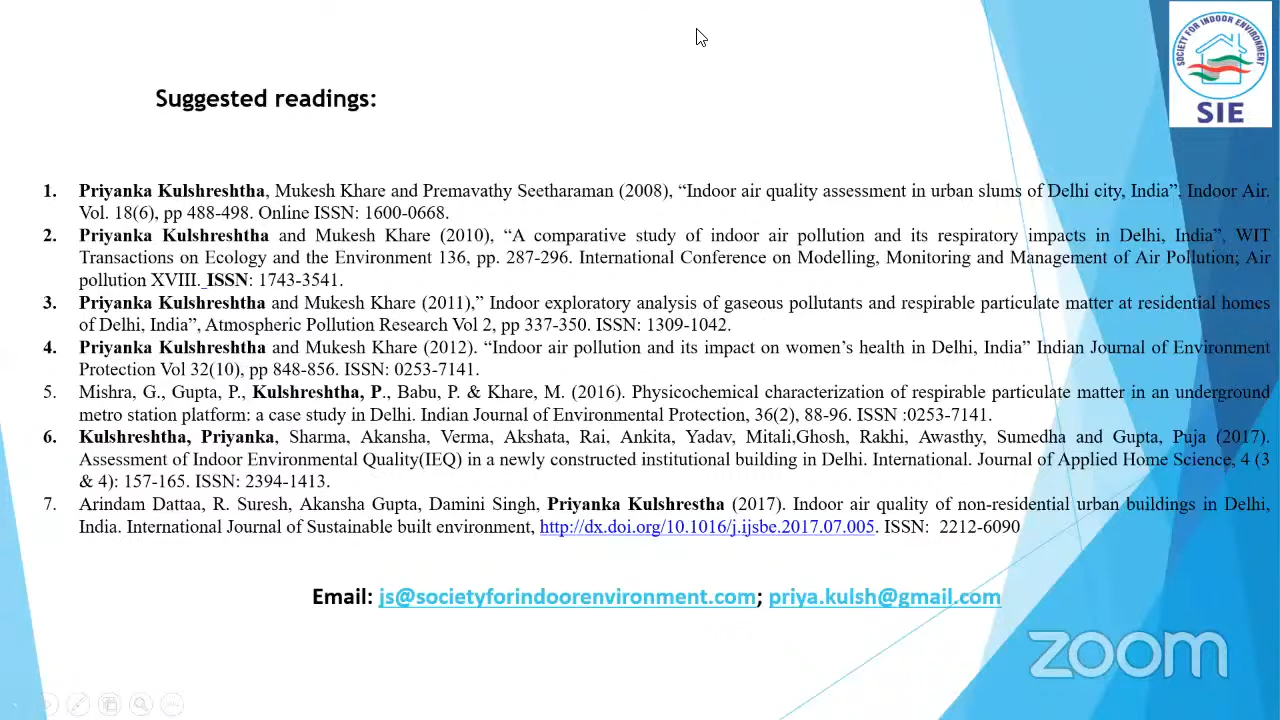 SOCIETY FOR INDOOR ENVIRONMENT
SIE
Suggested readings:
1. Priyanka Kulshreshtha, Mukesh Khare and Premavathy Seetharaman (2008), “Indoor air quality assessment in urban slums of Delhi city, India”, Indoor Air.
Vol. 18(6), pp 488-498. Online ISSN: 1600-0668.
2. Priyanka Kulshreshtha and Mukesh Khare (2010), “A comparative study of indoor air pollution and its respiratory impacts in Delhi, India”, WIT
Transactions on Ecology and the Environment 136, pp. 287-296. International Conference on Modelling, Monitoring and Management of Air Pollution; Air
pollution XVIII. ISSN: 1743-3541.
3. Priyanka Kulshreshtha and Mukesh Khare (2011),” Indoor exploratory analysis of gaseous pollutants and respirable particulate matter at residential homes
of Delhi, India”, Atmospheric Pollution Research Vol 2, pp 337-350. ISSN: 1309-1042.
4. Priyanka Kulshreshtha and Mukesh Khare (2012). “Indoor air pollution and its impact on women’s health in Delhi, India” Indian Journal of Environment
Protection Vol 32(10), pp 848-856. ISSN: 0253-7141.
5. Mishra, G., Gupta, P., Kulshreshtha, P., Babu, P. & Khare, M. (2016). Physicochemical characterization of respirable particulate matter in an underground
metro station platform: a case study in Delhi. Indian Journal of Environmental Protection, 36(2), 88-96. ISSN :0253-7141.
6. Kulshreshtha, Priyanka, Sharma, Akansha, Verma, Akshata, Rai, Ankita, Yadav, Mitali,Ghosh, Rakhi, Awasthy, Sumedha and Gupta, Puja (2017).
Assessment of Indoor Environmental Quality(IEQ) in a newly constructed institutional building in Delhi. International. Journal of Applied Home Science, 4 (3
& 4): 157-165. ISSN: 2394-1413.
7. Arindam Dattaa, R. Suresh, Akansha Gupta, Damini Singh, Priyanka Kulshrestha (2017). Indoor air quality of non-residential urban buildings in Delhi,
India. International Journal of Sustainable built environment, http://dx.doi.org/10.1016/j.ijsbe.2017.07.005. ISSN: 2212-6090
Email: js@societyforindoorenvironment.com; priya.kulsh@gmail.com
zoom